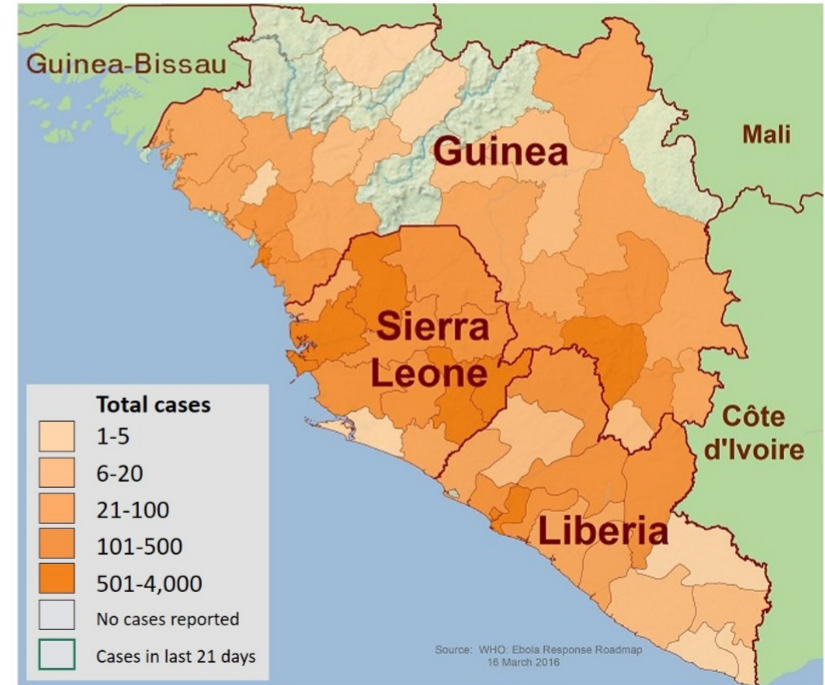 Guinea-Bissau
Mali
Guinea
Sierra
Leone
Côte
d'Ivoire
Liberia
Total cases
1-5
6-20
21-100
101-500
501-4,000
No cases reported
Cases in last 21 days
Source: WHO: Ebola Response Roadmap
16 March 2016